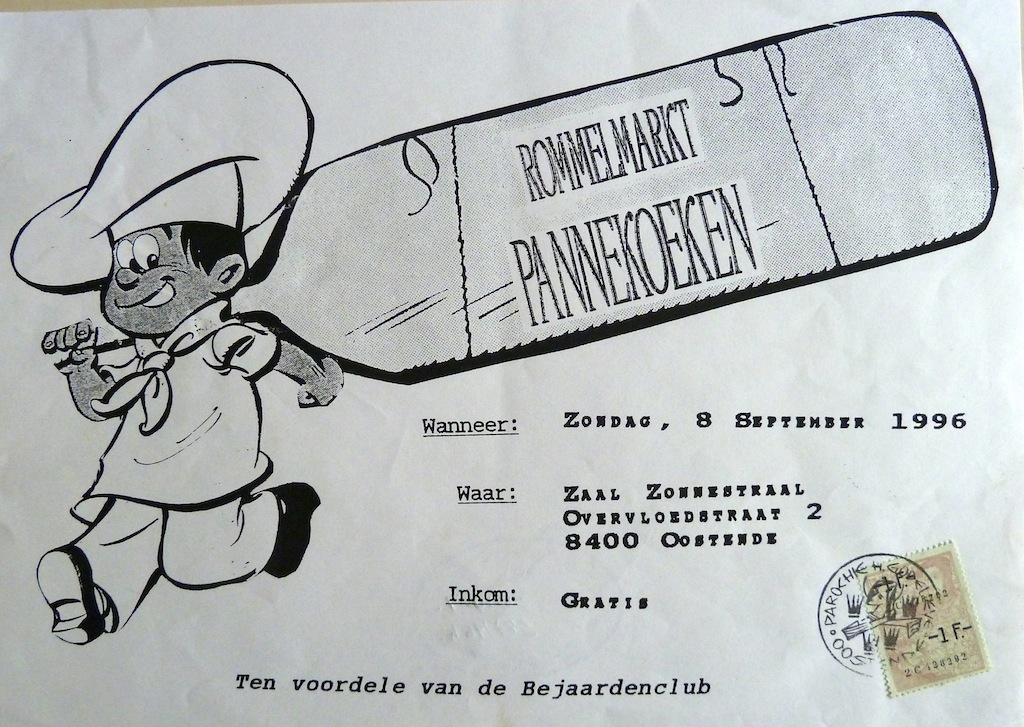 ROMMELMARKT
PANNEKOEKEN
Wanneer: Zondag, 8 September 1996
Waar: Zaal Zonnestraal
Overvloedstraat 2
8400 Oostende
Inkom: Gratis
Ten voordele van de Bejaardenclub
PAROCHIE
-1 F.-